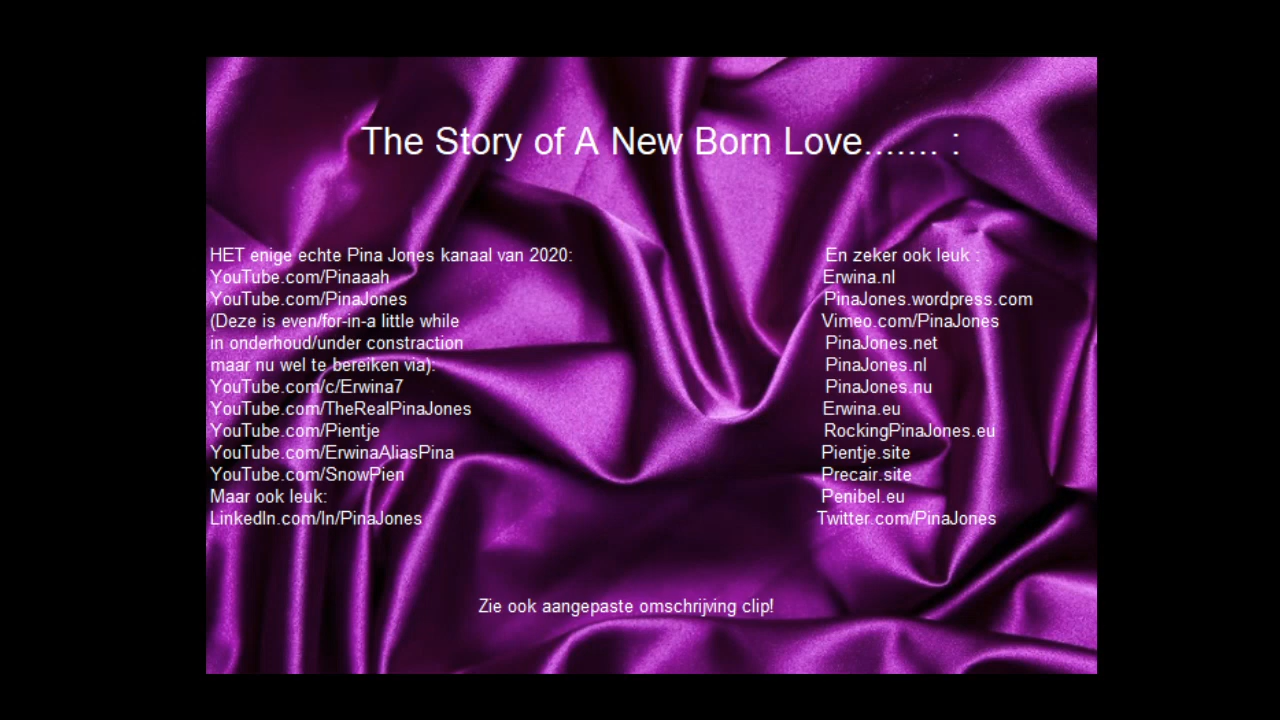 The Story of A New Born Love....... :
HET enige echte Pina Jones kanaal van 2020:
YouTube.com/Pinaaah
YouTube.com/PinaJones
(Deze is even/for-in-a little while
in onderhoud/under constraction
maar nu wel te bereiken via):
YouTube.com/c/Erwina7
YouTube.com/TheRealPinaJones
YouTube.com/Pientje
YouTube.com/ErwinaAliasPina
YouTube.com/SnowPien
Maar ook leuk:
LinkedIn.com/In/PinaJones
En zeker ook leuk :
Erwina.nl
PinaJones.wordpress.com
Vimeo.com/PinaJones
PinaJones.net
PinaJones.nl
PinaJones.nu
Erwina.eu
RockingPinaJones.eu
Pientje.site
Precair.site
Penibel.eu
Twitter.com/PinaJones
Zie ook aangepaste omschrijving clip!